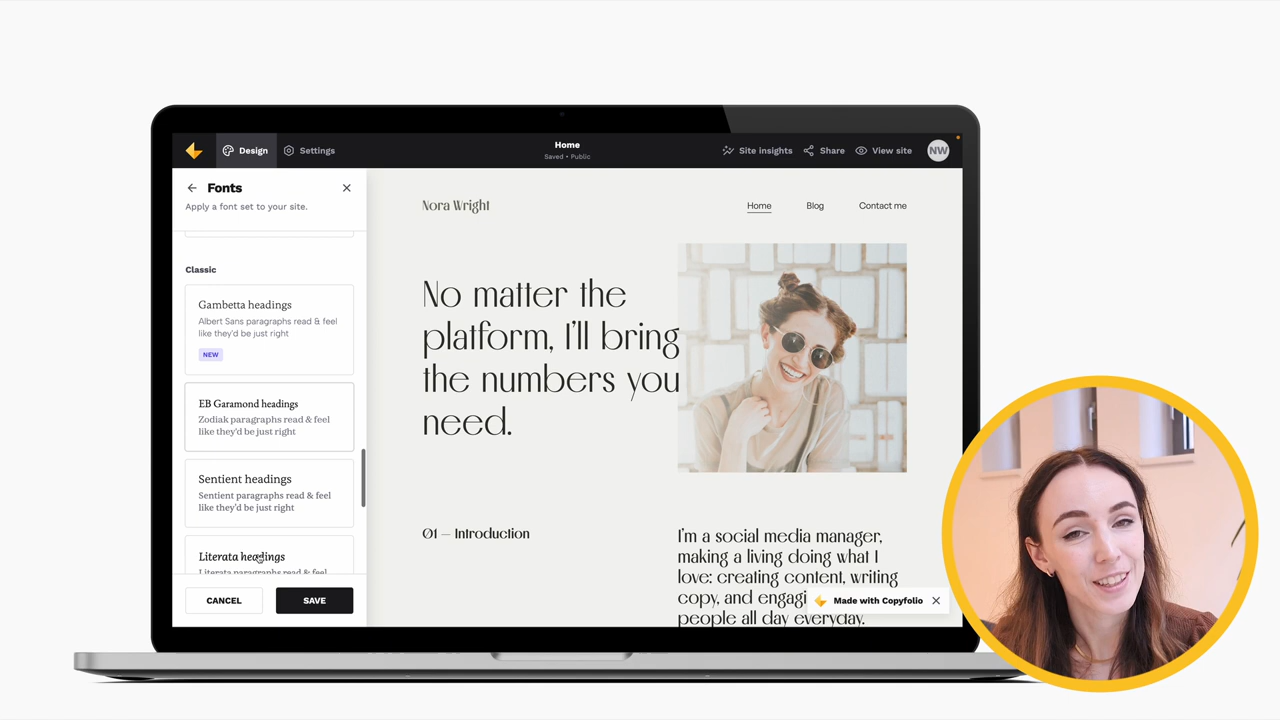 Design
Settings
Home
Saved • Public
Site insights
Share
View site
NW
Fonts
Apply a font set to your site.
Classic
Gambetta headings
Albert Sans paragraphs read & feel
like they'd be just right
NEW
EB Garamond headings
Zodiak paragraphs read & feel
like they'd be just right
Sentient headings
Sentient paragraphs read & feel
like they'd be just right
Literata headings
Literata paragraphs read & feel
CANCEL
SAVE
Nora Wright
Home
Blog
Contact me
No matter the
platform, I'll bring
the numbers you
need.
01 — Introduction
I'm a social media manager,
making a living doing what I
love: creating content, writing
copy, and engagi
people all day everyday.
Made with Copyfolio